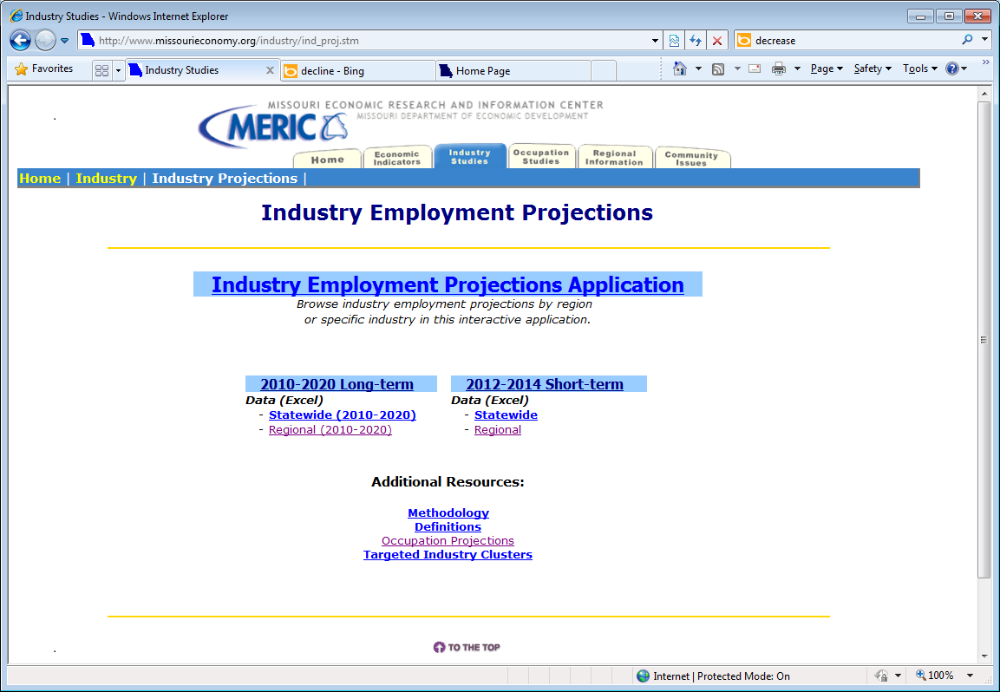 Industry Studies - Windows Internet Explorer
http://www.missourieconomy.org/industry/ind_proj.stm
decrease
Favorites
Industry Studies
decline - Bing
Home Page
Page
Safety
Tools
MISSOURI ECONOMIC RESEARCH AND INFORMATION CENTER
MISSOURI DEPARTMENT OF ECONOMIC DEVELOPMENT
MERIC
Home
Economic Indicators
Industry Studies
Occupation Studies
Regional Information
Community Issues
Home | Industry | Industry Projections |
Industry Employment Projections
Industry Employment Projections Application
Browse industry employment projections by region
or specific industry in this interactive application.
2010-2020 Long-term
Data (Excel)
- Statewide (2010-2020)
- Regional (2010-2020)
2012-2014 Short-term
Data (Excel)
- Statewide
- Regional
Additional Resources:
Methodology
Definitions
Occupation Projections
Targeted Industry Clusters
TO THE TOP
Internet | Protected Mode: On
100%